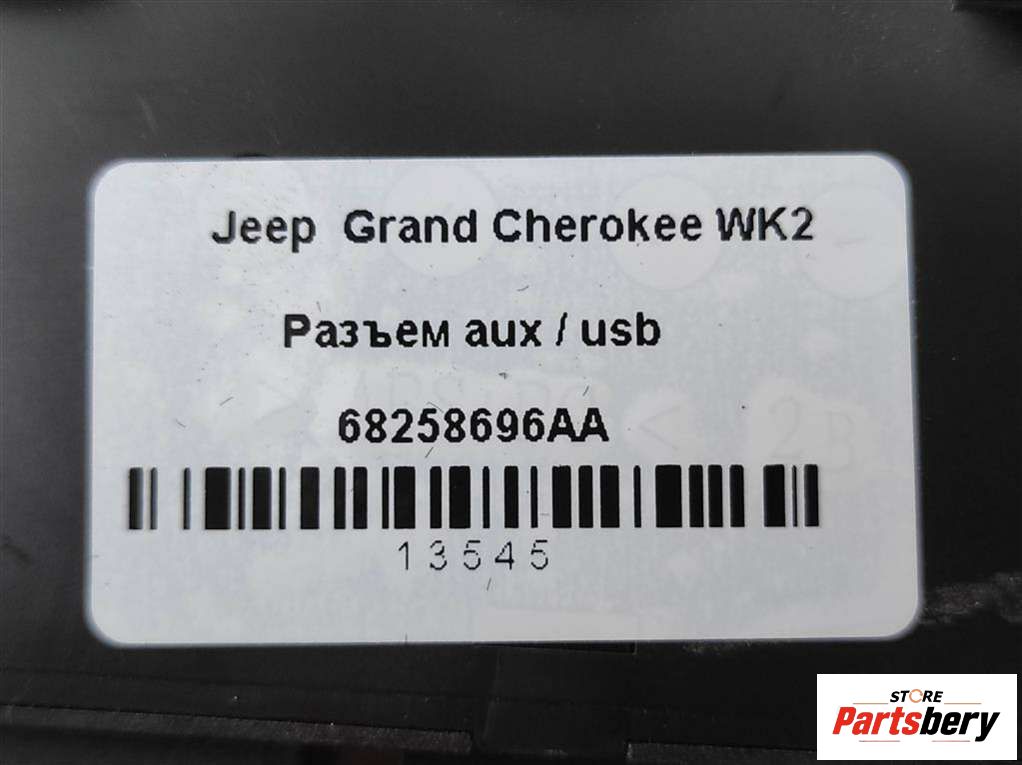 Jeep Grand Cherokee WK2
Разъем aux / usb
68258696AA
13545
STORE
Partsbery